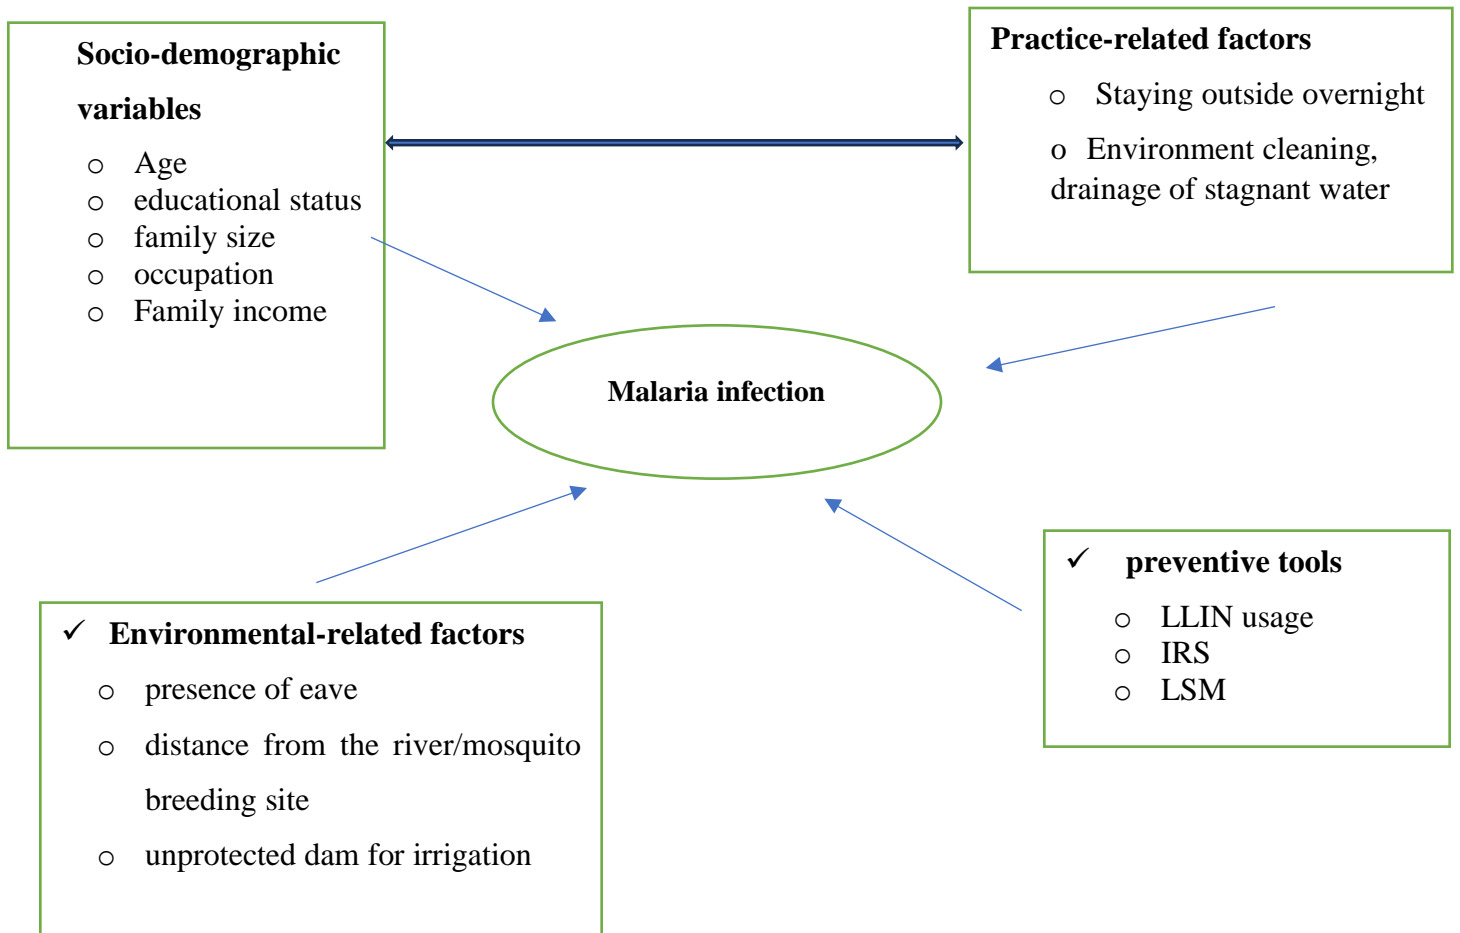 Socio-demographic
variables
o Age
o educational status
o family size
o occupation
o Family income
Practice-related factors
o Staying outside overnight
o Environment cleaning,
drainage of stagnant water
Malaria infection
✓ Environmental-related factors
o presence of eave
o distance from the river/mosquito
breeding site
o unprotected dam for irrigation
✓ preventive tools
o LLIN usage
o IRS
o LSM